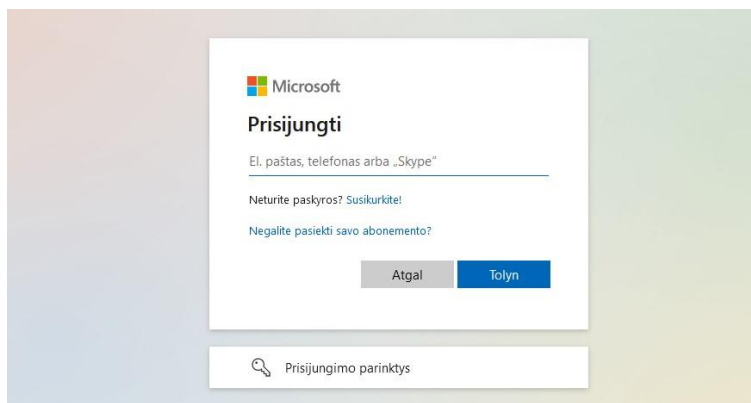 Microsoft
Prisijungti
El. paštas, telefonas arba „Skype“
Neturite paskyros? Susikurkite!
Negalite pasiekti savo abonemento?
Atgal Tolyn
Prisijungimo parinktys